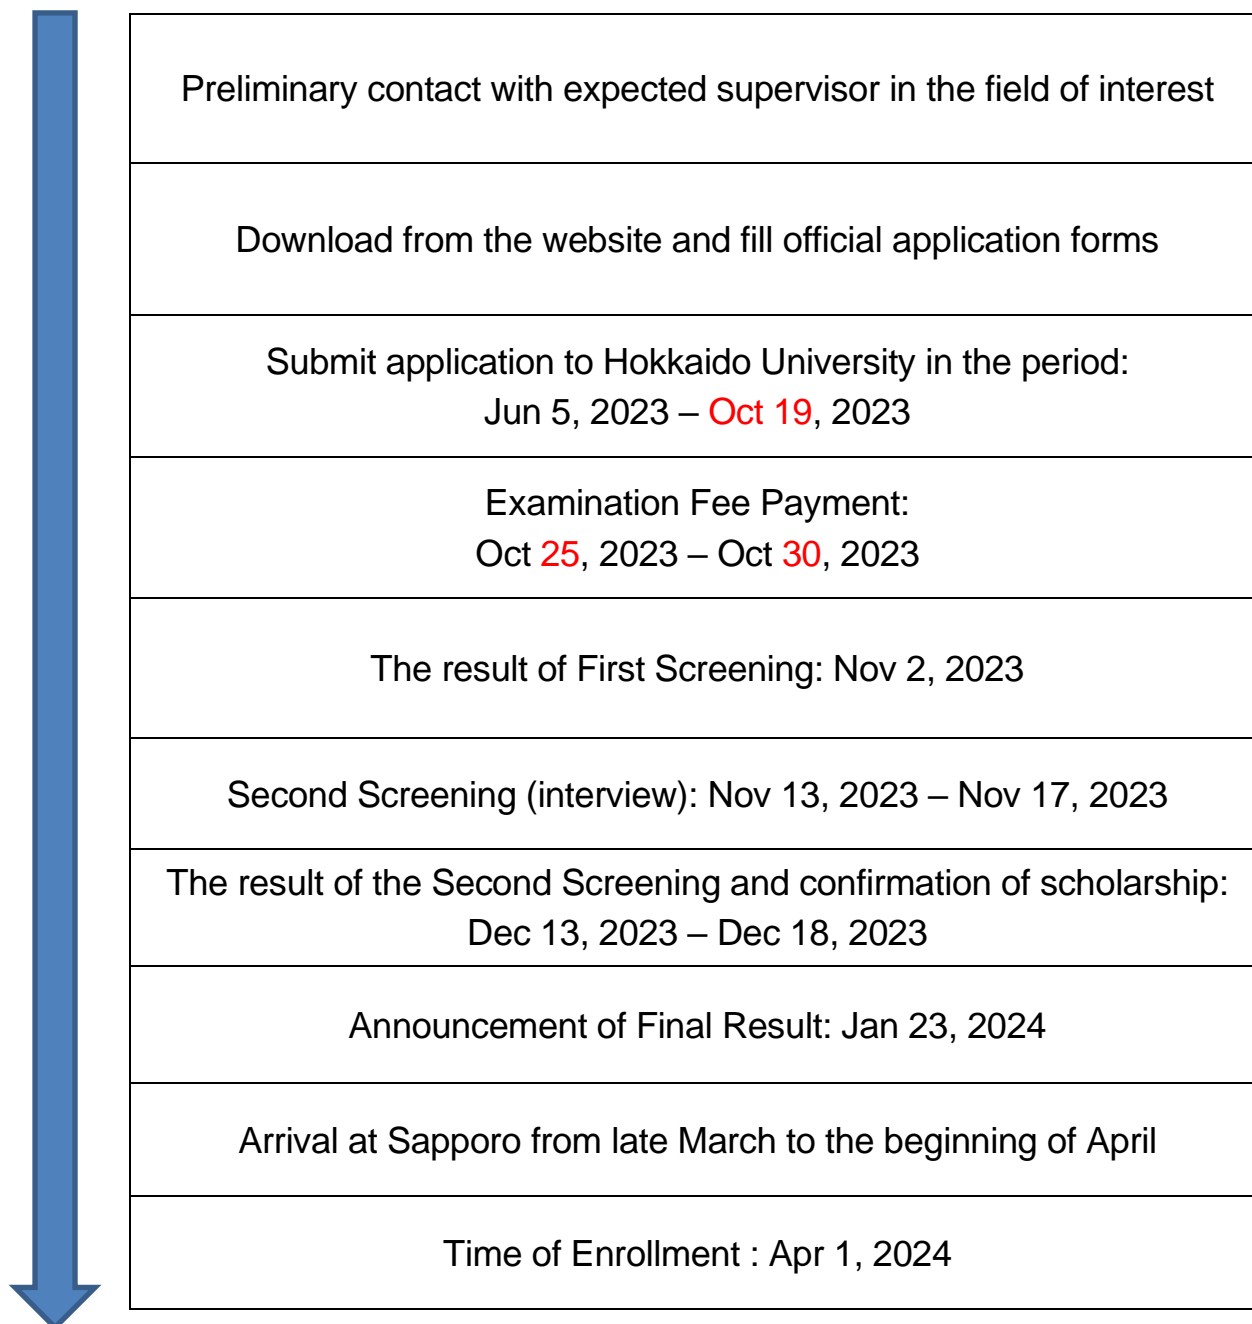 Preliminary contact with expected supervisor in the field of interest
Download from the website and fill official application forms
Submit application to Hokkaido University in the period:
Jun 5, 2023 – Oct 19, 2023
Examination Fee Payment:
Oct 25, 2023 – Oct 30, 2023
The result of First Screening: Nov 2, 2023
Second Screening (interview): Nov 13, 2023 – Nov 17, 2023
The result of the Second Screening and confirmation of scholarship:
Dec 13, 2023 – Dec 18, 2023
Announcement of Final Result: Jan 23, 2024
Arrival at Sapporo from late March to the beginning of April
Time of Enrollment : Apr 1, 2024